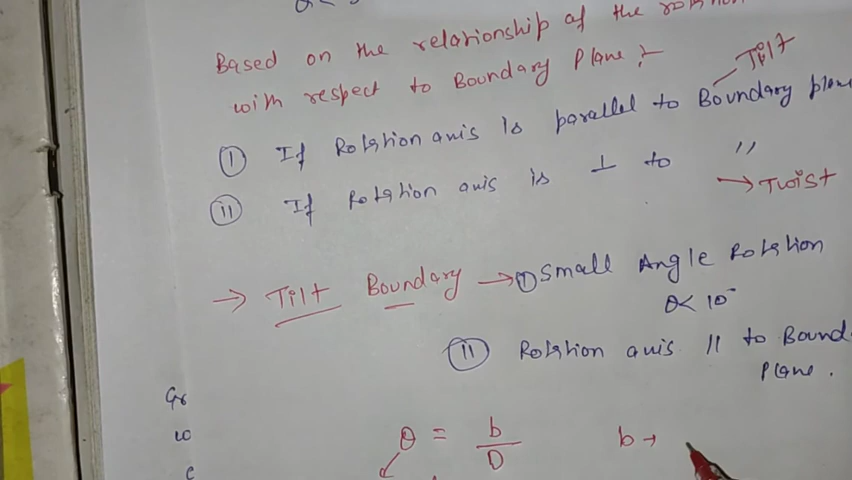 Based on the relationship of the rotation
with respect to Boundary Plane :-
Tilt
(I) If Rotation axis is parallel to Boundary plane
(II) If Rotation axis is ⊥ to "
→ Twist
→ Tilt Boundary → (I) Small Angle Rotation
θ < 10°
(II) Rotation axis || to Bound
Plane.
Gr
θ = b/D
b →